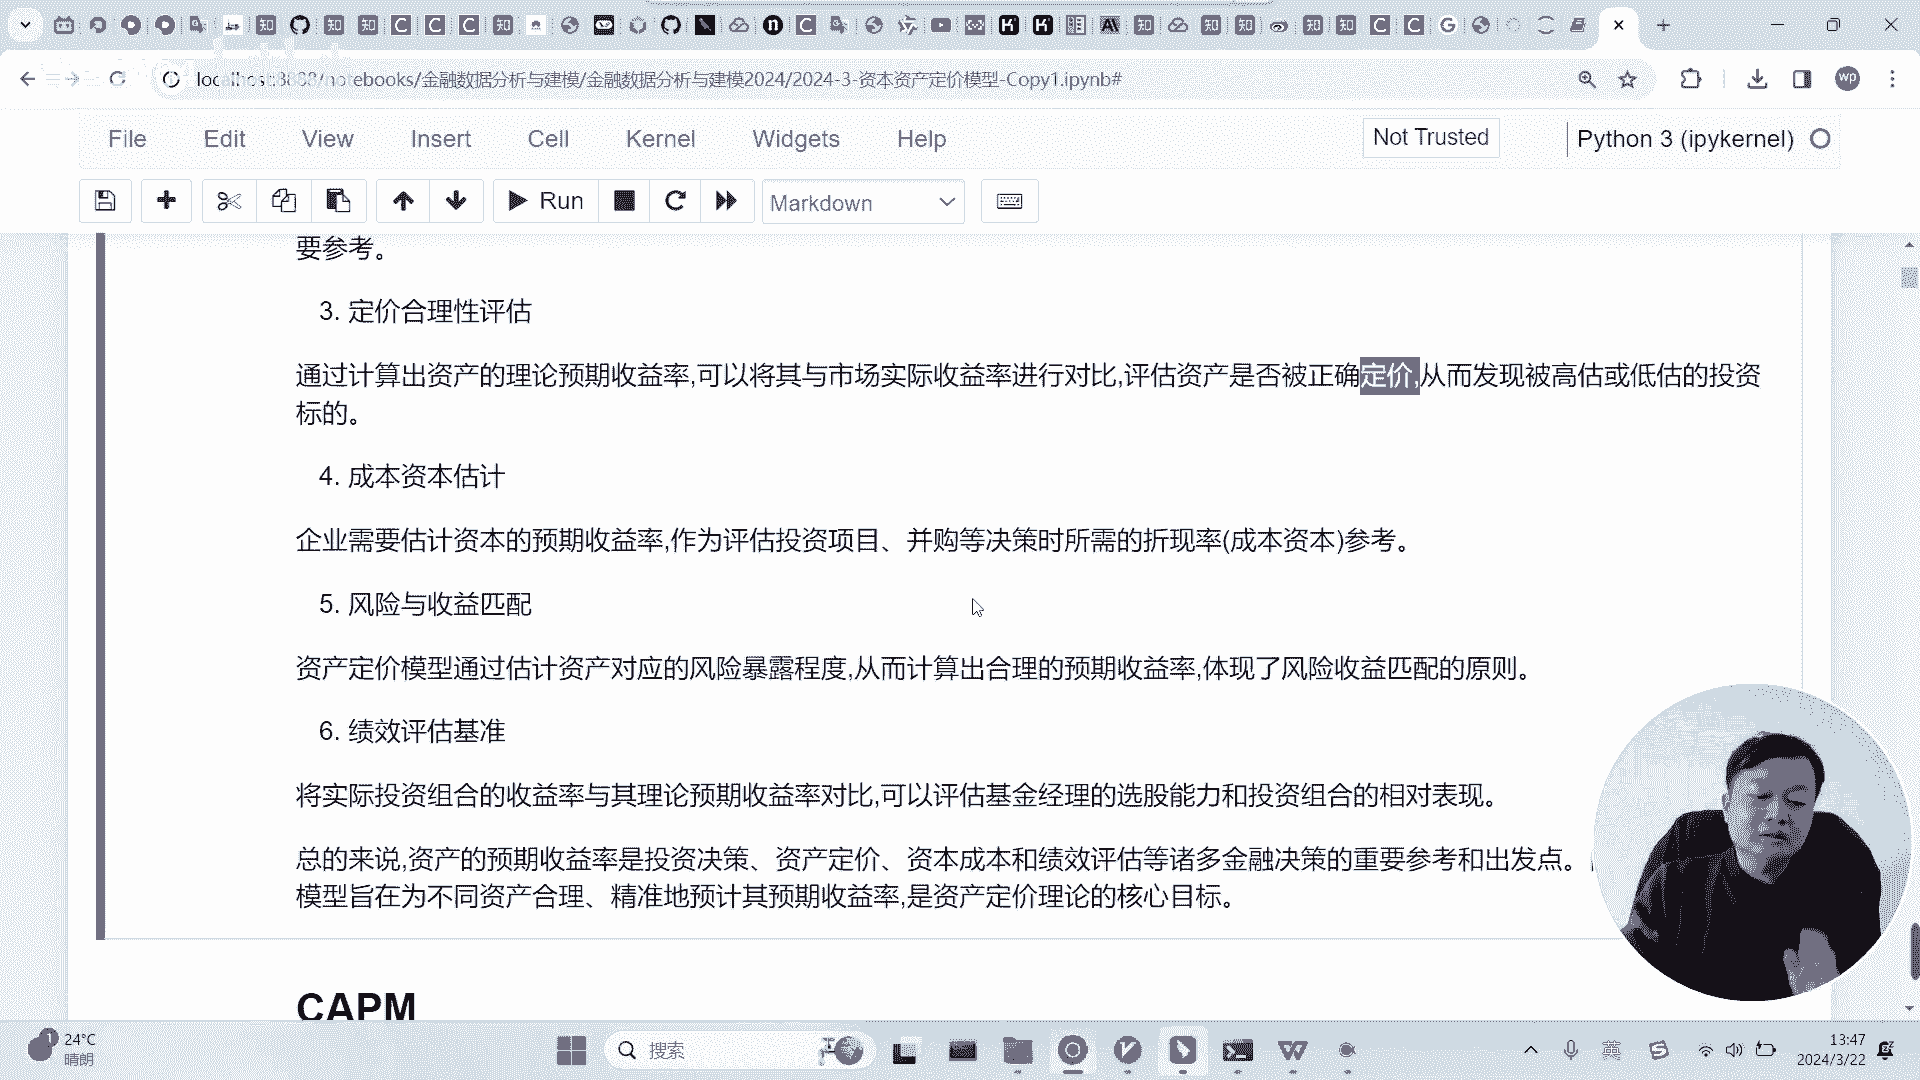 localhost:8888/notebooks/金融数据分析与建模/金融数据分析与建模2024/2024-3-资本资产定价模型-Copy1.ipynb#
wp
File Edit View Insert Cell Kernel Widgets Help
Not Trusted
Python 3 (ipykernel)
Run
Markdown
要参考。
3. 定价合理性评估
通过计算出资产的理论预期收益率,可以将其与市场实际收益率进行对比,评估资产是否被正确定价,从而发现被高估或低估的投资
标的。
4. 成本资本估计
企业需要估计资本的预期收益率,作为评估投资项目、并购等决策时所需的折现率(成本资本)参考。
5. 风险与收益匹配
资产定价模型通过估计资产对应的风险暴露程度,从而计算出合理的预期收益率,体现了风险收益匹配的原则。
6. 绩效评估基准
将实际投资组合的收益率与其理论预期收益率对比,可以评估基金经理的选股能力和投资组合的相对表现。
总的来说,资产的预期收益率是投资决策、资产定价、资本成本和绩效评估等诸多金融决策的重要参考和出发点。
模型旨在为不同资产合理、精准地预计其预期收益率,是资产定价理论的核心目标。
CAPM
1
24°C
晴朗
搜索
英
13:47
2024/3/22